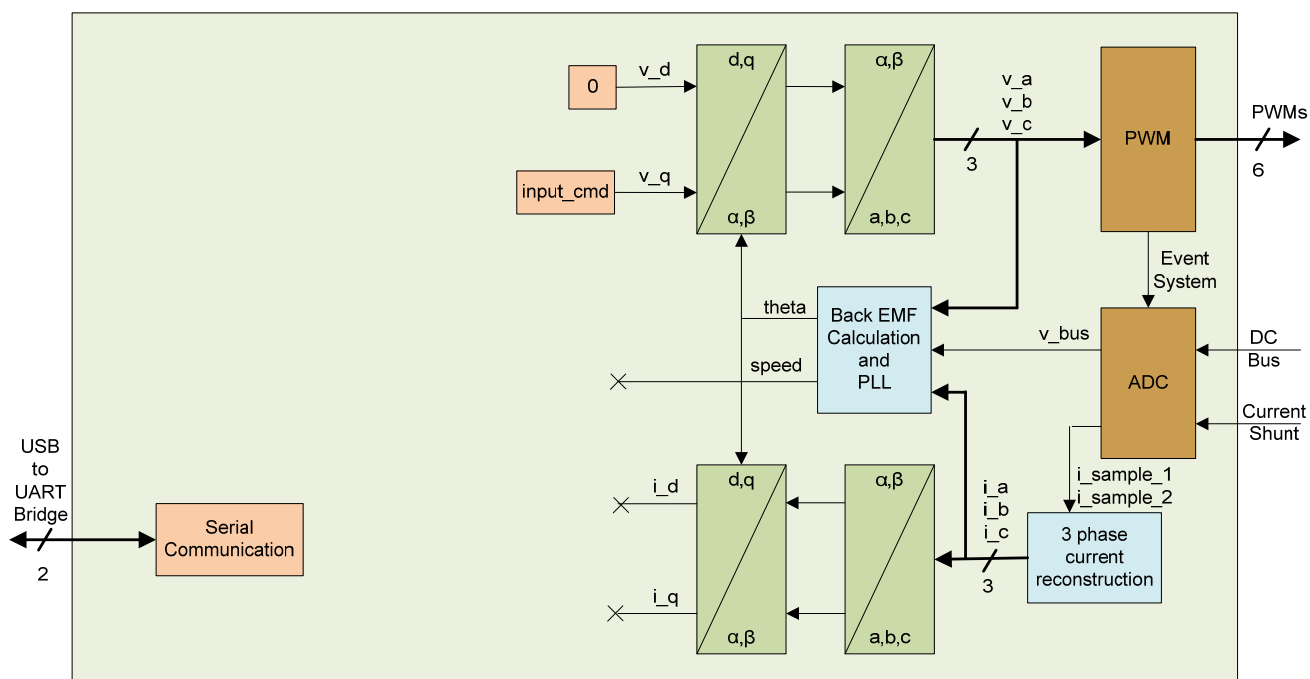 0
v_d
d,q
α,β
α,β
a,b,c
v_a
v_b
v_c
3
PWM
PWMs
6
input_cmd
v_q
Event
System
theta
speed
Back EMF
Calculation
and
PLL
v_bus
ADC
DC
Bus
Current
Shunt
i_sample_1
i_sample_2
USB
to
UART
Bridge
2
Serial
Communication
i_d
i_q
d,q
α,β
α,β
a,b,c
i_a
i_b
i_c
3
3 phase
current
reconstruction